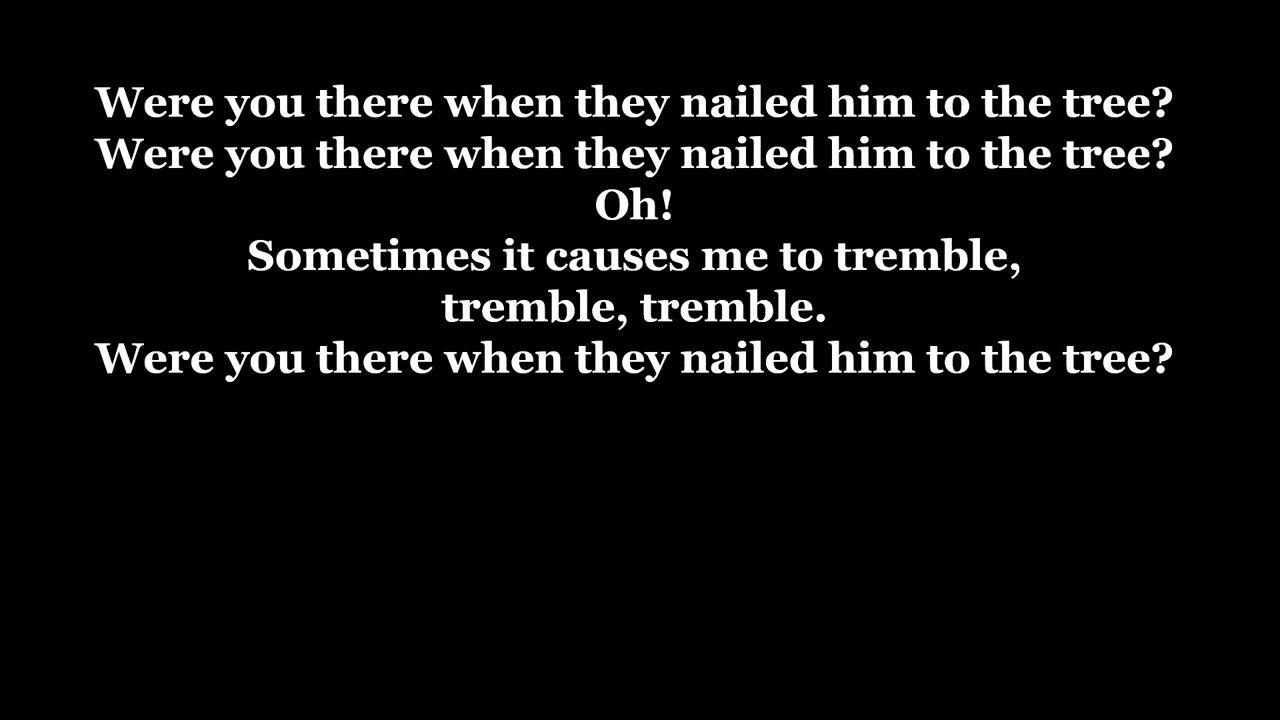 Were you there when they nailed him to the tree?
Were you there when they nailed him to the tree?
Oh!
Sometimes it causes me to tremble,
tremble, tremble.
Were you there when they nailed him to the tree?